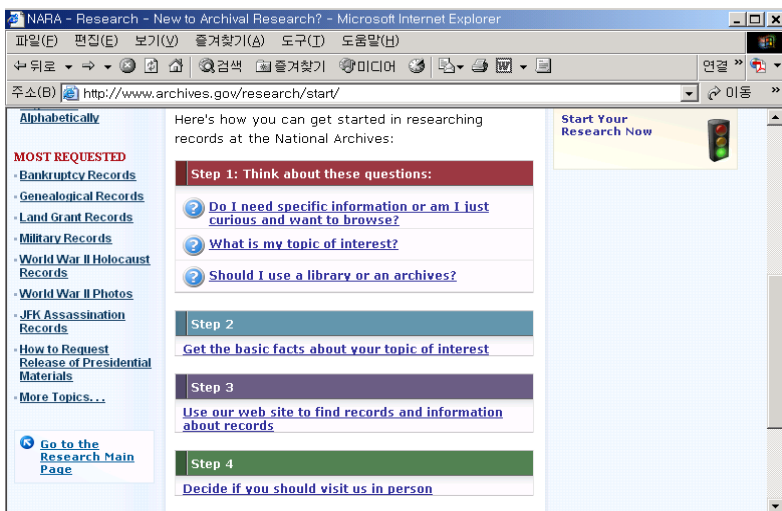 NARA - Research - New to Archival Research? - Microsoft Internet Explorer
파일(F) 편집(E) 보기(V) 즐겨찾기(A) 도구(T) 도움말(H)
뒤로 검색 즐겨찾기 미디어 연결 »
주소(B) http://www.archives.gov/research/start/ 이동 »
Alphabetically
MOST REQUESTED
Bankruptcy Records
Genealogical Records
Land Grant Records
Military Records
World War II Holocaust
Records
World War II Photos
JFK Assassination
Records
How to Request
Release of Presidential
Materials
More Topics...
Go to the
Research Main
Page
Here's how you can get started in researching
records at the National Archives:
Step 1: Think about these questions:
Do I need specific information or am I just
curious and want to browse?
What is my topic of interest?
Should I use a library or an archives?
Step 2
Get the basic facts about your topic of interest
Step 3
Use our web site to find records and information
about records
Step 4
Decide if you should visit us in person
Start Your
Research Now